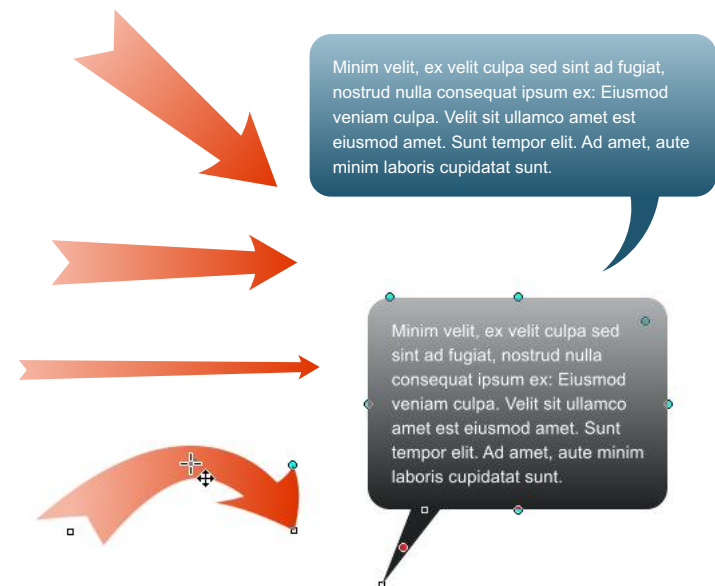 Minim velit, ex velit culpa sed sint ad fugiat,
nostrud nulla consequat ipsum ex: Eiusmod
veniam culpa. Velit sit ullamco amet est
eiusmod amet. Sunt tempor elit. Ad amet, aute
minim laboris cupidatat sunt.
Minim velit, ex velit culpa sed
sint ad fugiat, nostrud nulla
consequat ipsum ex: Eiusmod
veniam culpa. Velit sit ullamco
amet est eiusmod amet. Sunt
tempor elit. Ad amet, aute minim
laboris cupidatat sunt.